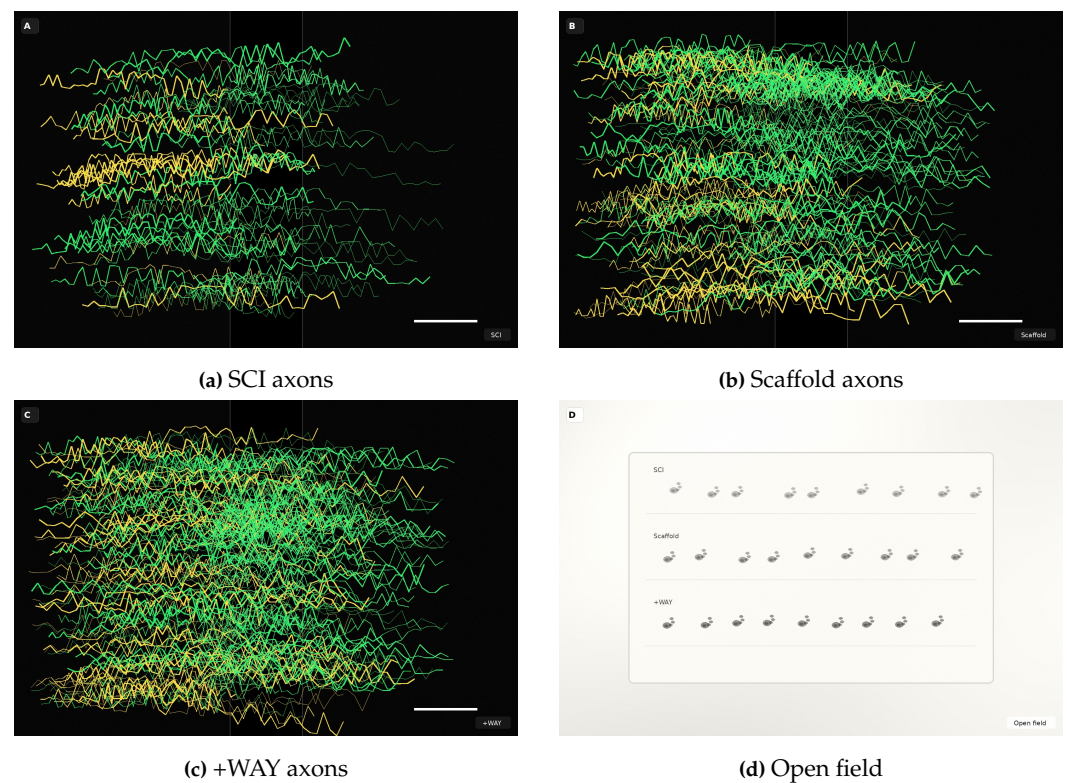 A
SCI
B
Scaffold
(a) SCI axons
(b) Scaffold axons
C
+WAY
D
SCI
Scaffold
+WAY
Open field
(c) +WAY axons
(d) Open field